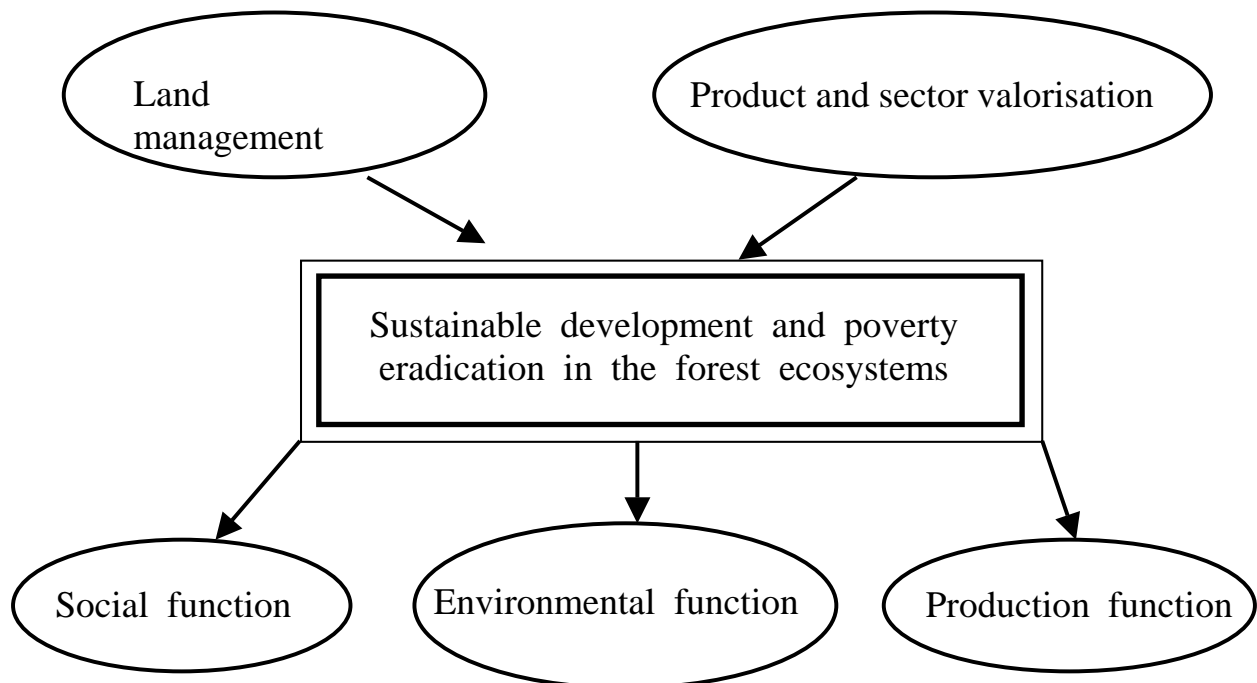 Land
management
Product and sector valorisation
Sustainable development and poverty
eradication in the forest ecosystems
Social function
Environmental function
Production function